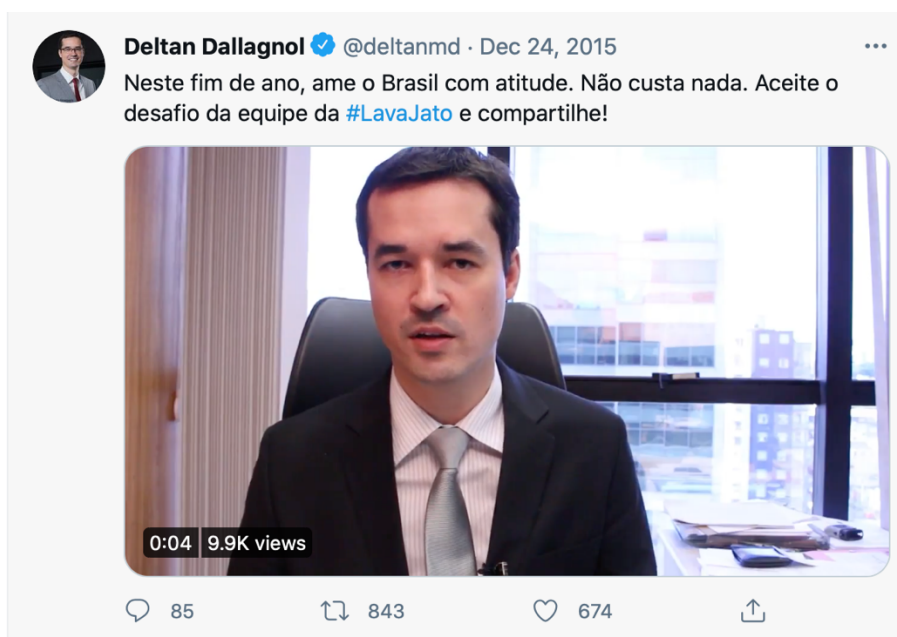 Deltan Dallagnol @deltanmd · Dec 24, 2015
Neste fim de ano, ame o Brasil com atitude. Não custa nada. Aceite o
desafio da equipe da #LavaJato e compartilhe!
0:04 9.9K views
85 843 674